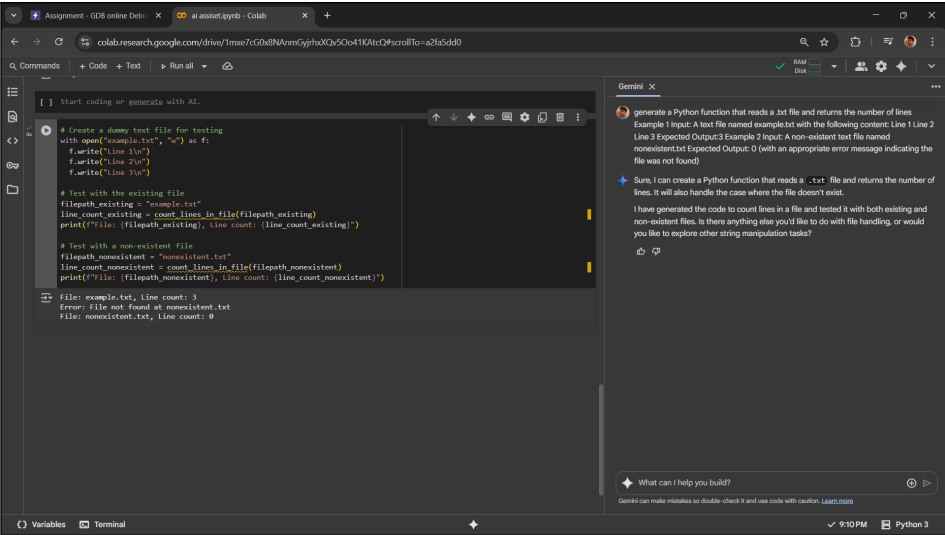 Assignment - GDB online Debu
ai assiset.ipynb - Colab
colab.research.google.com/drive/1mxe7cG0x8NAnmGyjrhxXQv5Oo41KAtcQ#scrollTo=a2fa5dd0
Commands + Code + Text Run all
RAM
Disk
Gemini
[ ] Start coding or generate with AI.
0s
# Create a dummy text file for testing
with open("example.txt", "w") as f:
f.write("Line 1\n")
f.write("Line 2\n")
f.write("Line 3\n")
# Test with the existing file
filepath_existing = "example.txt"
line_count_existing = count_lines_in_file(filepath_existing)
print(f"File: {filepath_existing}, Line count: {line_count_existing}")
# Test with a non-existent file
filepath_nonexistent = "nonexistent.txt"
line_count_nonexistent = count_lines_in_file(filepath_nonexistent)
print(f"File: {filepath_nonexistent}, Line count: {line_count_nonexistent}")
File: example.txt, Line count: 3
Error: File not found at nonexistent.txt
File: nonexistent.txt, Line count: 0
generate a Python function that reads a .txt file and returns the number of lines
Example 1 Input: A text file named example.txt with the following content: Line 1 Line 2
Line 3 Expected Output:3 Example 2 Input: A non-existent text file named
nonexistent.txt Expected Output: 0 (with an appropriate error message indicating the
file was not found)
Sure, I can create a Python function that reads a .txt file and returns the number of
lines. It will also handle the case where the file doesn't exist.
I have generated the code to count lines in a file and tested it with both existing and
non-existent files. Is there anything else you'd like to do with file handling, or would
you like to explore other string manipulation tasks?
What can I help you build?
Gemini can make mistakes so double-check it and use code with caution. Learn more
Variables Terminal
9:10 PM Python 3